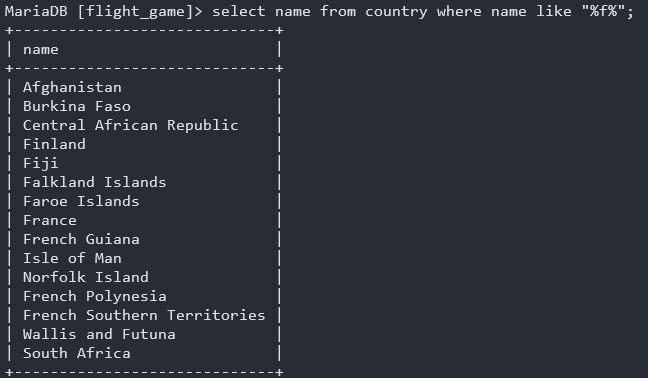 MariaDB [flight_game]> select name from country where name like "%f%";
+-----------------------------+
| name                        |
+-----------------------------+
| Afghanistan                 |
| Burkina Faso                |
| Central African Republic    |
| Finland                     |
| Fiji                        |
| Falkland Islands            |
| Faroe Islands               |
| France                      |
| French Guiana               |
| Isle of Man                 |
| Norfolk Island              |
| French Polynesia            |
| French Southern Territories |
| Wallis and Futuna           |
| South Africa                |
+-----------------------------+